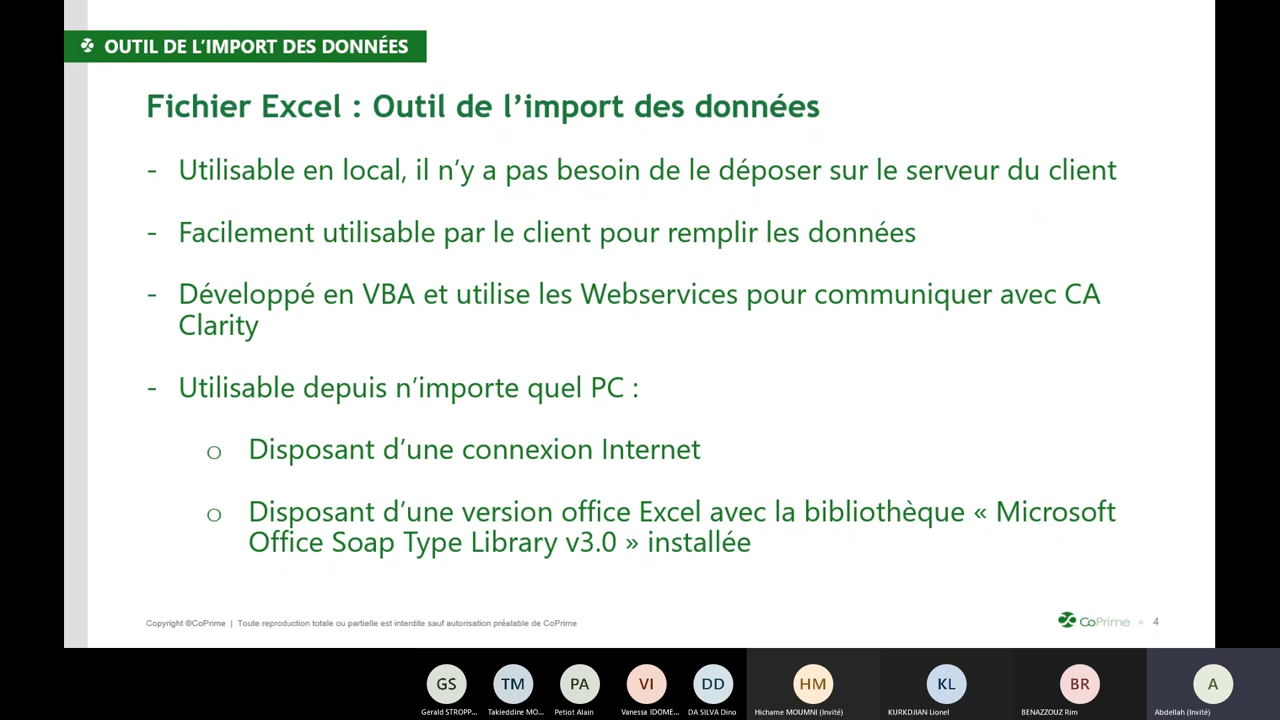 OUTIL DE L’IMPORT DES DONNÉES
Fichier Excel : Outil de l’import des données
- Utilisable en local, il n’y a pas besoin de le déposer sur le serveur du client
- Facilement utilisable par le client pour remplir les données
- Développé en VBA et utilise les Webservices pour communiquer avec CA
Clarity
- Utilisable depuis n’importe quel PC :
o Disposant d’une connexion Internet
o Disposant d’une version office Excel avec la bibliothèque « Microsoft
Office Soap Type Library v3.0 » installée
Copyright ©CoPrime | Toute reproduction totale ou partielle est interdite sauf autorisation préalable de CoPrime
CoPrime » 4
GS TM PA VI DD HM KL BR A
Gerald STROPP... Takieddine MO... Petiot Alain Vanessa IDOME... DA SILVA Dino Hichame MOUMNI (Invité) KURKDJIAN Lionel BENAZZOUZ Rim Abdellah (Invité)